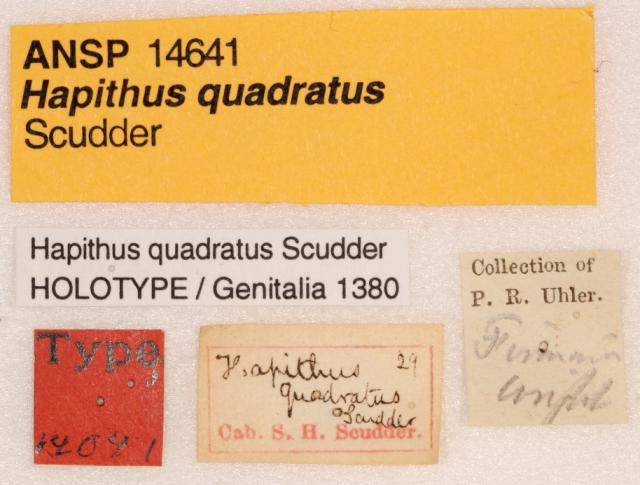 ANSP 14641
Hapithus quadratus
Scudder
Hapithus quadratus Scudder
HOLOTYPE / Genitalia 1380
Collection of
P. R. Uhler.
Type
Hapithus 29
quadratus
Scudder
Cab. S. H. Scudder.